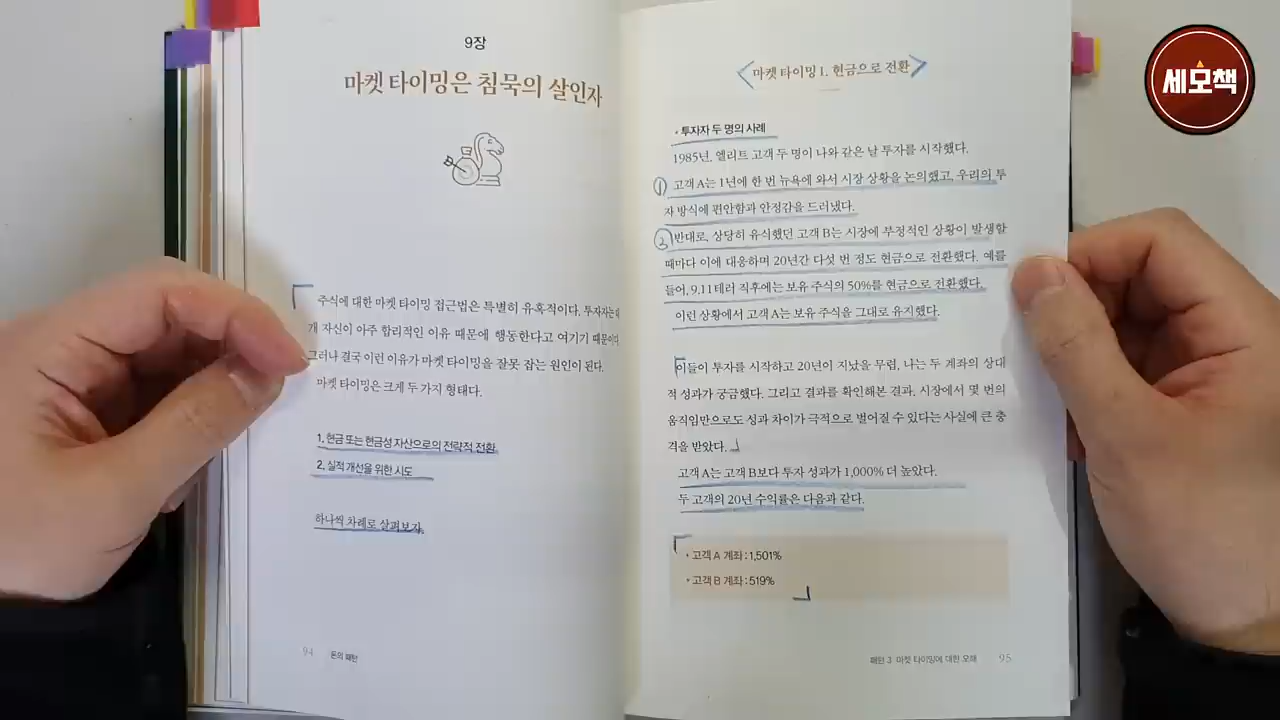 9장
마켓 타이밍은 침묵의 살인자
주식에 대한 마켓 타이밍 접근법은 특별히 유혹적이다. 투자자는
개 자신이 아주 합리적인 이유 때문에 행동한다고 여기기 때문이다.
그러나 결국 이런 이유가 마켓 타이밍을 잘못 잡는 원인이 된다.
마켓 타이밍은 크게 두 가지 형태다.
1. 현금 또는 현금성 자산으로의 전략적 전환
2. 실적 개선을 위한 시도
하나씩 차례로 살펴보자.
94 돈의 패턴
<마켓 타이밍 1. 현금으로 전환>
• 투자자 두 명의 사례
1985년, 엘리트 고객 두 명이 나와 같은 날 투자를 시작했다.
① 고객 A는 1년에 한 번 뉴욕에 와서 시장 상황을 논의했고, 우리의 투
자 방식에 편안함과 안정감을 드러냈다.
② 반대로, 상당히 유식했던 고객 B는 시장에 부정적인 상황이 발생할
때마다 이에 대응하며 20년간 다섯 번 정도 현금으로 전환했다. 예를
들어, 9.11테러 직후에는 보유 주식의 50%를 현금으로 전환했다.
이런 상황에서 고객 A는 보유 주식을 그대로 유지했다.
이들이 투자를 시작하고 20년이 지났을 무렵, 나는 두 계좌의 상대
적 성과가 궁금했다. 그리고 결과를 확인해본 결과, 시장에서 몇 번의
움직임만으로도 성과 차이가 극적으로 벌어질 수 있다는 사실에 큰 충
격을 받았다.
고객 A는 고객 B보다 투자 성과가 1,000% 더 높았다.
두 고객의 20년 수익률은 다음과 같다.
• 고객 A 계좌 : 1,501%
• 고객 B 계좌 : 519%
패턴 3 마켓 타이밍에 대한 오해 95
세모책